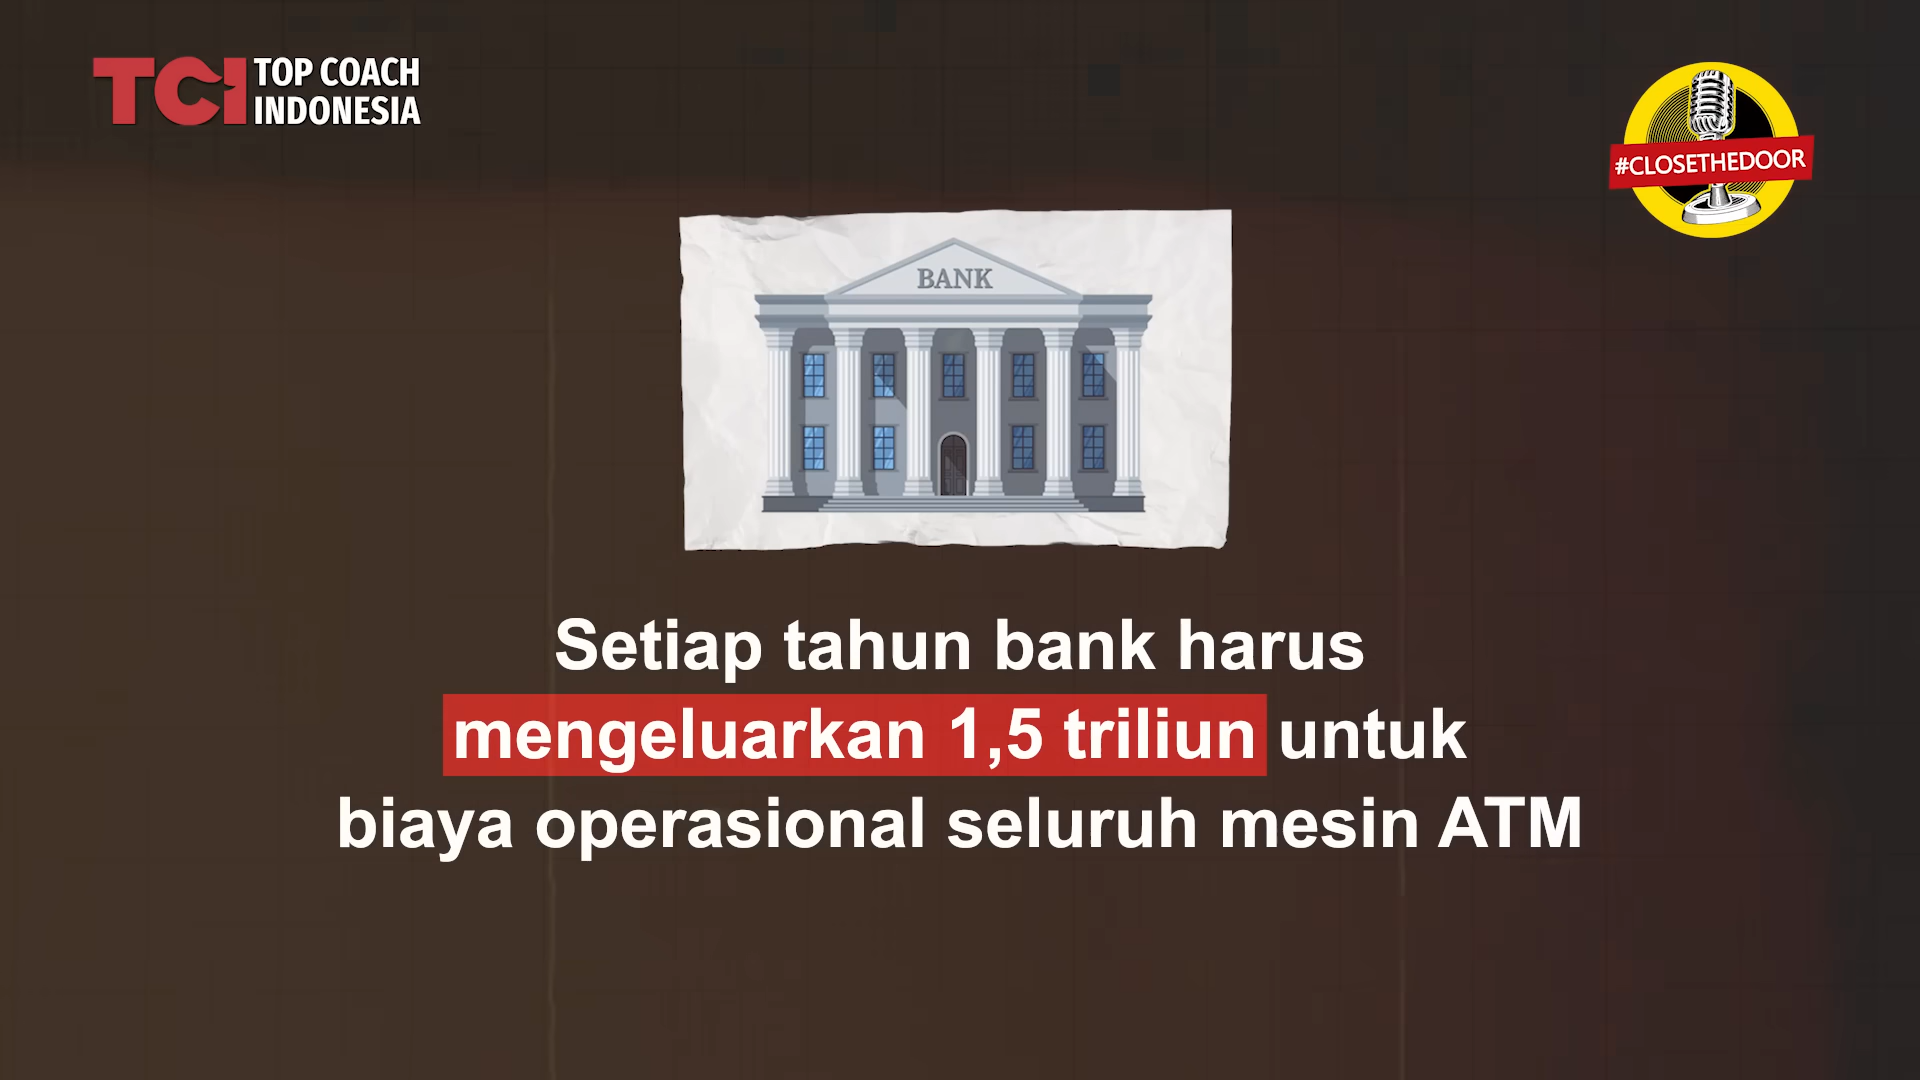 TCI TOP COACH
INDONESIA
#CLOSETHEDOOR
BANK
Setiap tahun bank harus
mengeluarkan 1,5 triliun untuk
biaya operasional seluruh mesin ATM